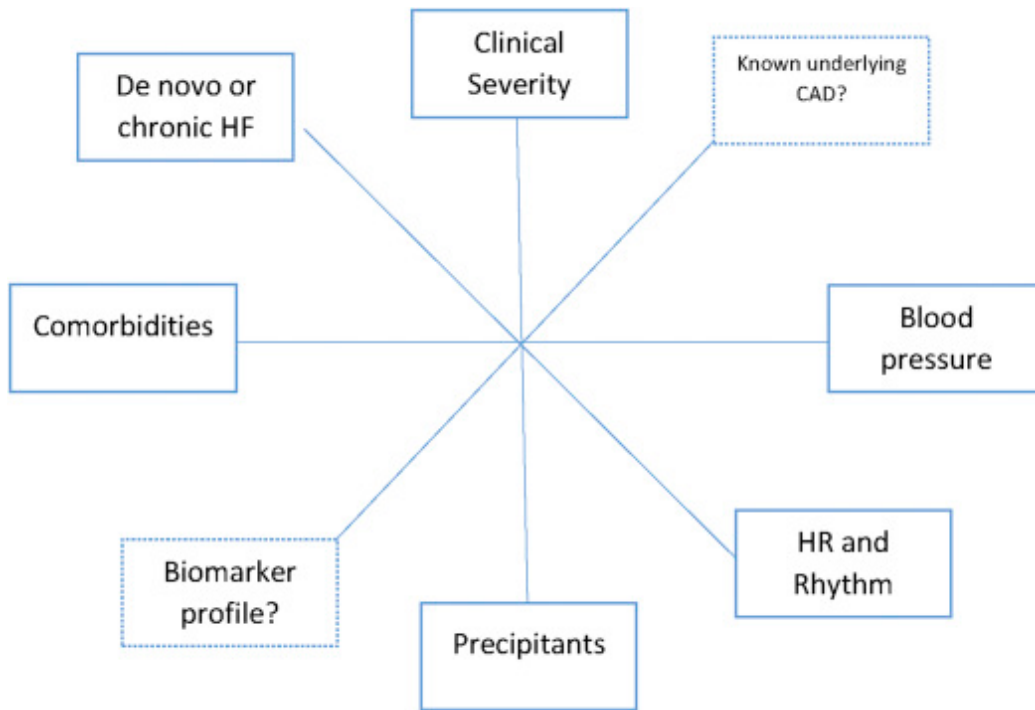 Clinical
Severity
Known underlying
CAD?
De novo or
chronic HF
Comorbidities
Blood
pressure
HR and
Rhythm
Biomarker
profile?
Precipitants